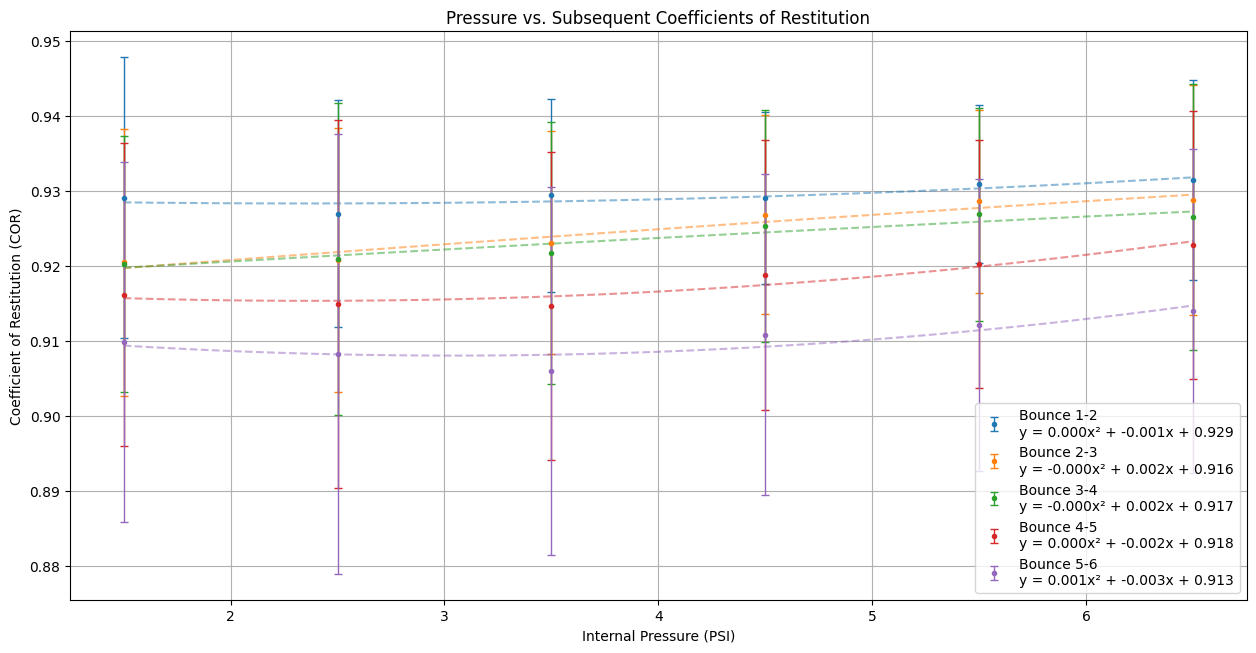 Pressure vs. Subsequent Coefficients of Restitution
Coefficient of Restitution (COR)
0.95
0.94
0.93
0.92
0.91
0.90
0.89
0.88
2
3
4
5
6
Internal Pressure (PSI)
Bounce 1-2
y = 0.000x² + -0.001x + 0.929
Bounce 2-3
y = -0.000x² + 0.002x + 0.916
Bounce 3-4
y = -0.000x² + 0.002x + 0.917
Bounce 4-5
y = 0.000x² + -0.002x + 0.918
Bounce 5-6
y = 0.001x² + -0.003x + 0.913